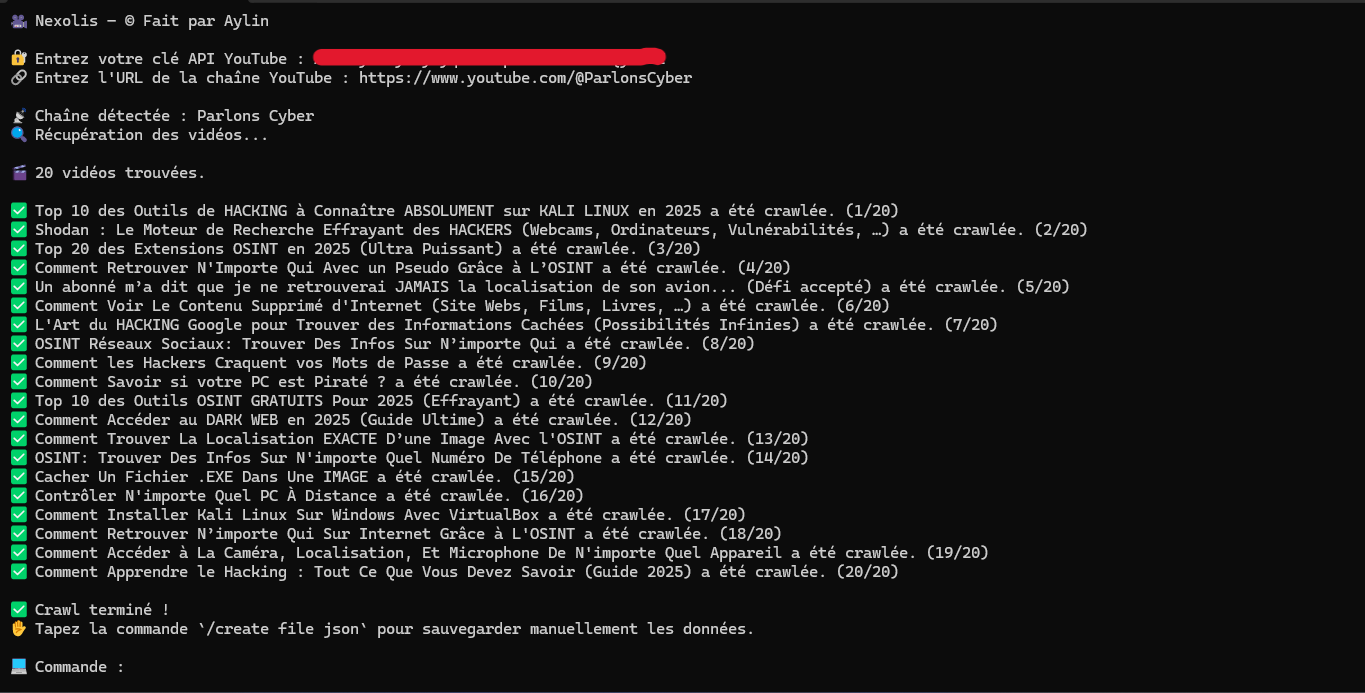 🎥 Nexolis — © Fait par Aylin
🔐 Entrez votre clé API YouTube :
🔗 Entrez l'URL de la chaîne YouTube : https://www.youtube.com/@ParlonsCyber
📡 Chaîne détectée : Parlons Cyber
🔍 Récupération des vidéos...
🎬 20 vidéos trouvées.
✅ Top 10 des Outils de HACKING à Connaître ABSOLUMENT sur KALI LINUX en 2025 a été crawlée. (1/20)
✅ Shodan : Le Moteur de Recherche Effrayant des HACKERS (Webcams, Ordinateurs, Vulnérabilités, …) a été crawlée. (2/20)
✅ Top 20 des Extensions OSINT en 2025 (Ultra Puissant) a été crawlée. (3/20)
✅ Comment Retrouver N'Importe Qui Avec un Pseudo Grâce à L’OSINT a été crawlée. (4/20)
✅ Un abonné m’a dit que je ne retrouverai JAMAIS la localisation de son avion... (Défi accepté) a été crawlée. (5/20)
✅ Comment Voir Le Contenu Supprimé d'Internet (Site Webs, Films, Livres, …) a été crawlée. (6/20)
✅ L'Art du HACKING Google pour Trouver des Informations Cachées (Possibilités Infinies) a été crawlée. (7/20)
✅ OSINT Réseaux Sociaux: Trouver Des Infos Sur N’importe Qui a été crawlée. (8/20)
✅ Comment les Hackers Craquent vos Mots de Passe a été crawlée. (9/20)
✅ Comment Savoir si votre PC est Piraté ? a été crawlée. (10/20)
✅ Top 10 des Outils OSINT GRATUITS Pour 2025 (Effrayant) a été crawlée. (11/20)
✅ Comment Accéder au DARK WEB en 2025 (Guide Ultime) a été crawlée. (12/20)
✅ Comment Trouver La Localisation EXACTE D’une Image Avec l'OSINT a été crawlée. (13/20)
✅ OSINT: Trouver Des Infos Sur N'importe Quel Numéro De Téléphone a été crawlée. (14/20)
✅ Cacher Un Fichier .EXE Dans Une IMAGE a été crawlée. (15/20)
✅ Contrôler N'importe Quel PC À Distance a été crawlée. (16/20)
✅ Comment Installer Kali Linux Sur Windows Avec VirtualBox a été crawlée. (17/20)
✅ Comment Retrouver N’importe Qui Sur Internet Grâce à L'OSINT a été crawlée. (18/20)
✅ Comment Accéder à La Caméra, Localisation, Et Microphone De N'importe Quel Appareil a été crawlée. (19/20)
✅ Comment Apprendre le Hacking : Tout Ce Que Vous Devez Savoir (Guide 2025) a été crawlée. (20/20)
✅ Crawl terminé !
✋ Tapez la commande `/create file json` pour sauvegarder manuellement les données.
💻 Commande :